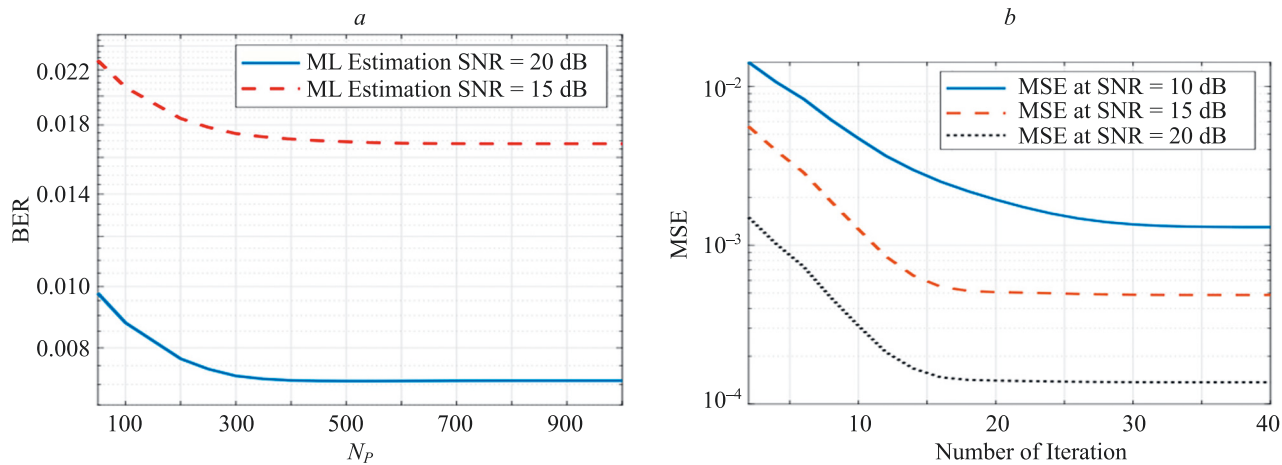 a
ML Estimation SNR = 20 dB
ML Estimation SNR = 15 dB
0.022
0.018
0.014
0.010
0.008
BER
100 300 500 700 900
N_P
b
MSE at SNR = 10 dB
MSE at SNR = 15 dB
MSE at SNR = 20 dB
10⁻²
10⁻³
10⁻⁴
MSE
10 20 30 40
Number of Iteration